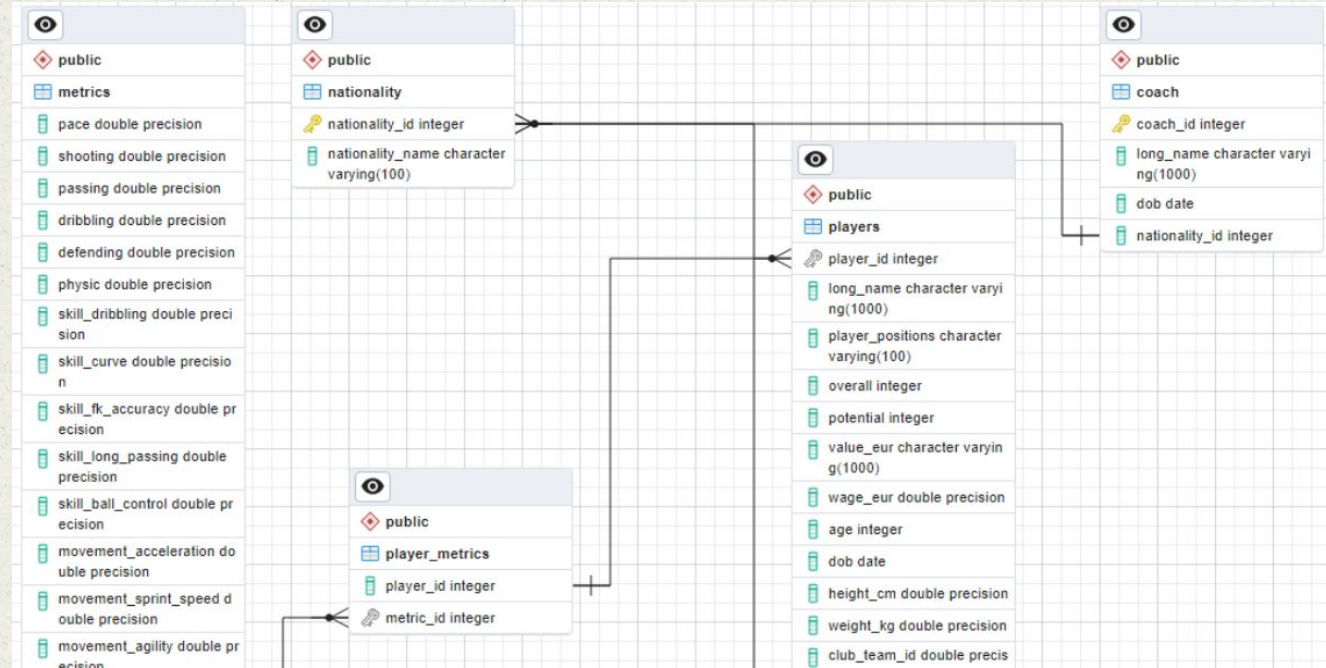 public
metrics
pace double precision
shooting double precision
passing double precision
dribbling double precision
defending double precision
physic double precision
skill_dribbling double preci
sion
skill_curve double precisio
n
skill_fk_accuracy double pr
ecision
skill_long_passing double
precision
skill_ball_control double pr
ecision
movement_acceleration do
uble precision
movement_sprint_speed d
ouble precision
movement_agility double pr
ecision
public
nationality
nationality_id integer
nationality_name character
varying(100)
public
player_metrics
player_id integer
metric_id integer
public
players
player_id integer
long_name character varyi
ng(1000)
player_positions character
varying(100)
overall integer
potential integer
value_eur character varyin
g(1000)
wage_eur double precision
age integer
dob date
height_cm double precision
weight_kg double precision
club_team_id double precis
public
coach
coach_id integer
long_name character varyi
ng(1000)
dob date
nationality_id integer